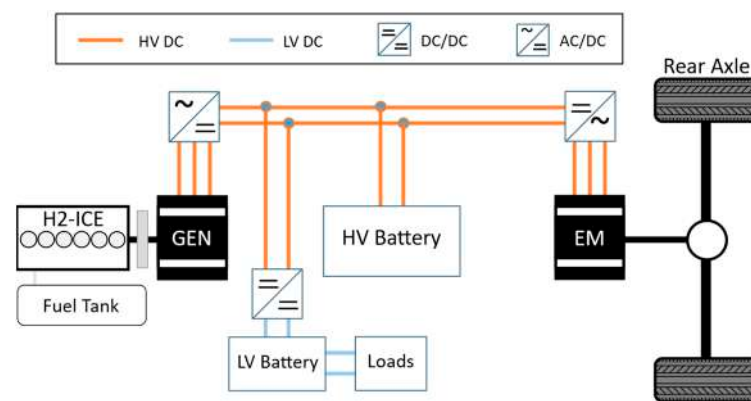 HV DC
LV DC
DC/DC
AC/DC
Rear Axle
H2-ICE
GEN
HV Battery
EM
Fuel Tank
LV Battery
Loads